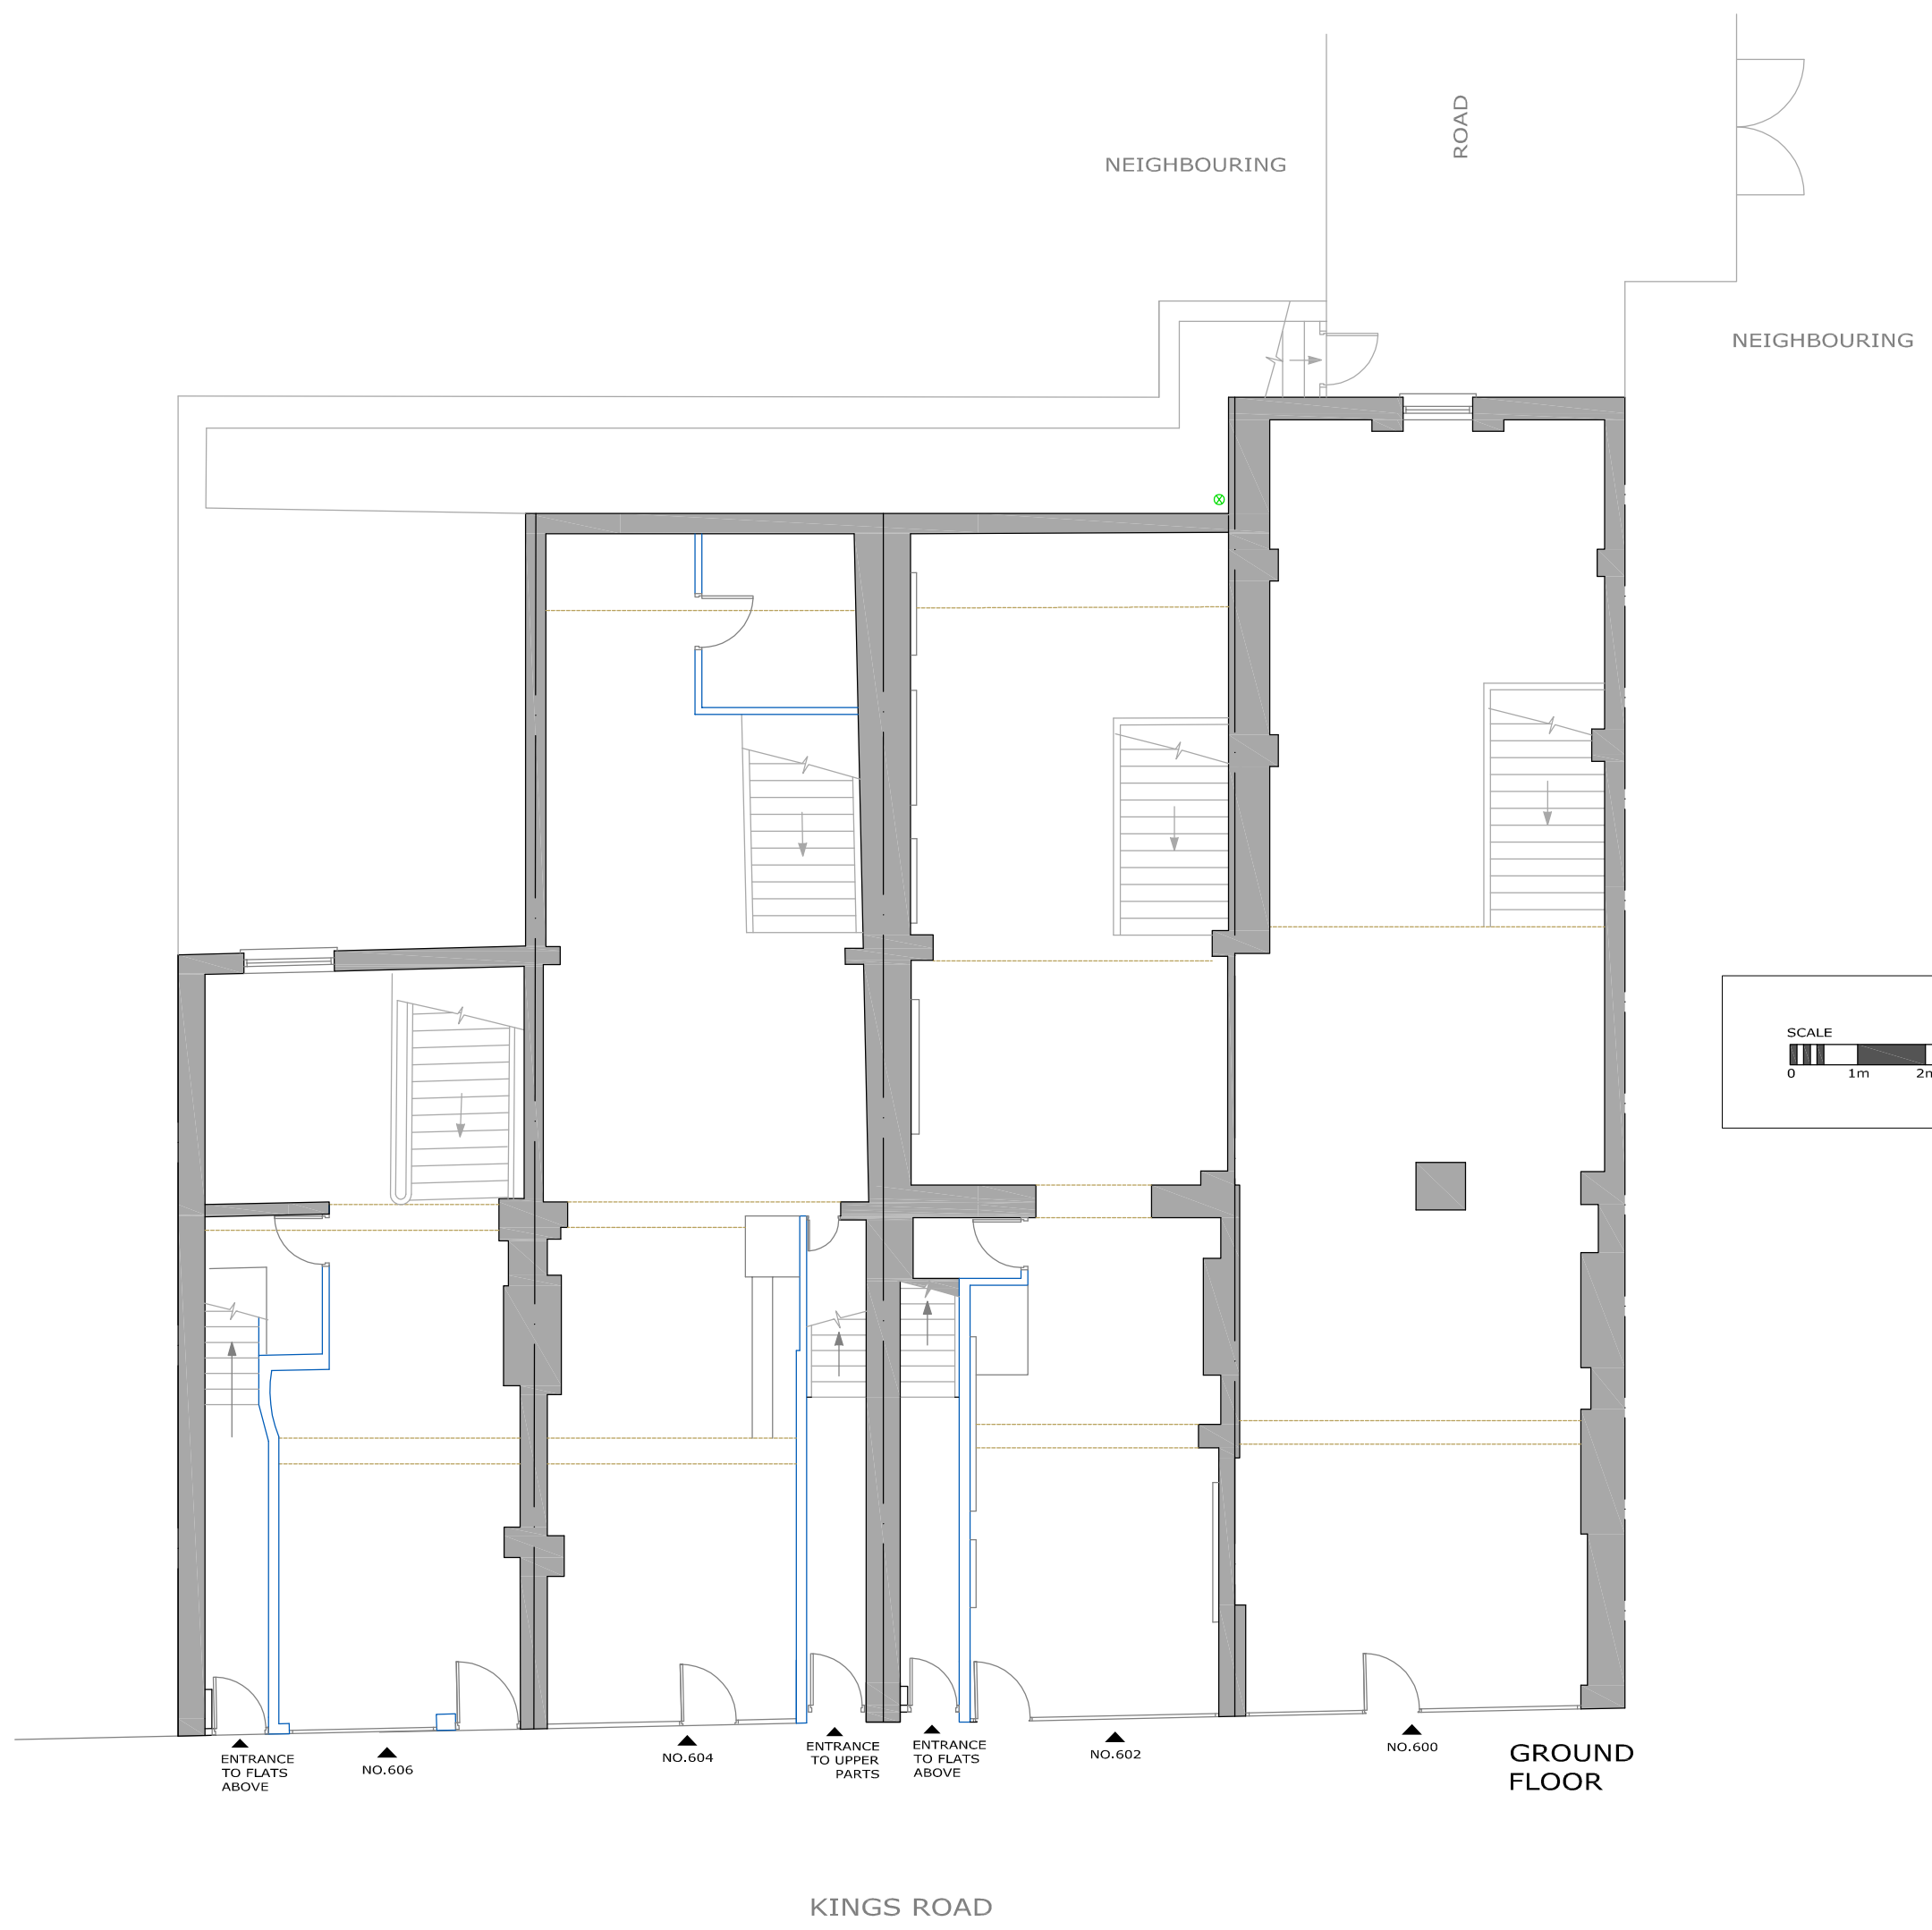 ROAD
NEIGHBOURING
NEIGHBOURING
SCALE
0 1m
ENTRANCE
TO FLATS
ABOVE
NO.606
NO.604
ENTRANCE
TO UPPER
PARTS
ENTRANCE
TO FLATS
ABOVE
NO.602
NO.600
GROUND
FLOOR
KINGS ROAD